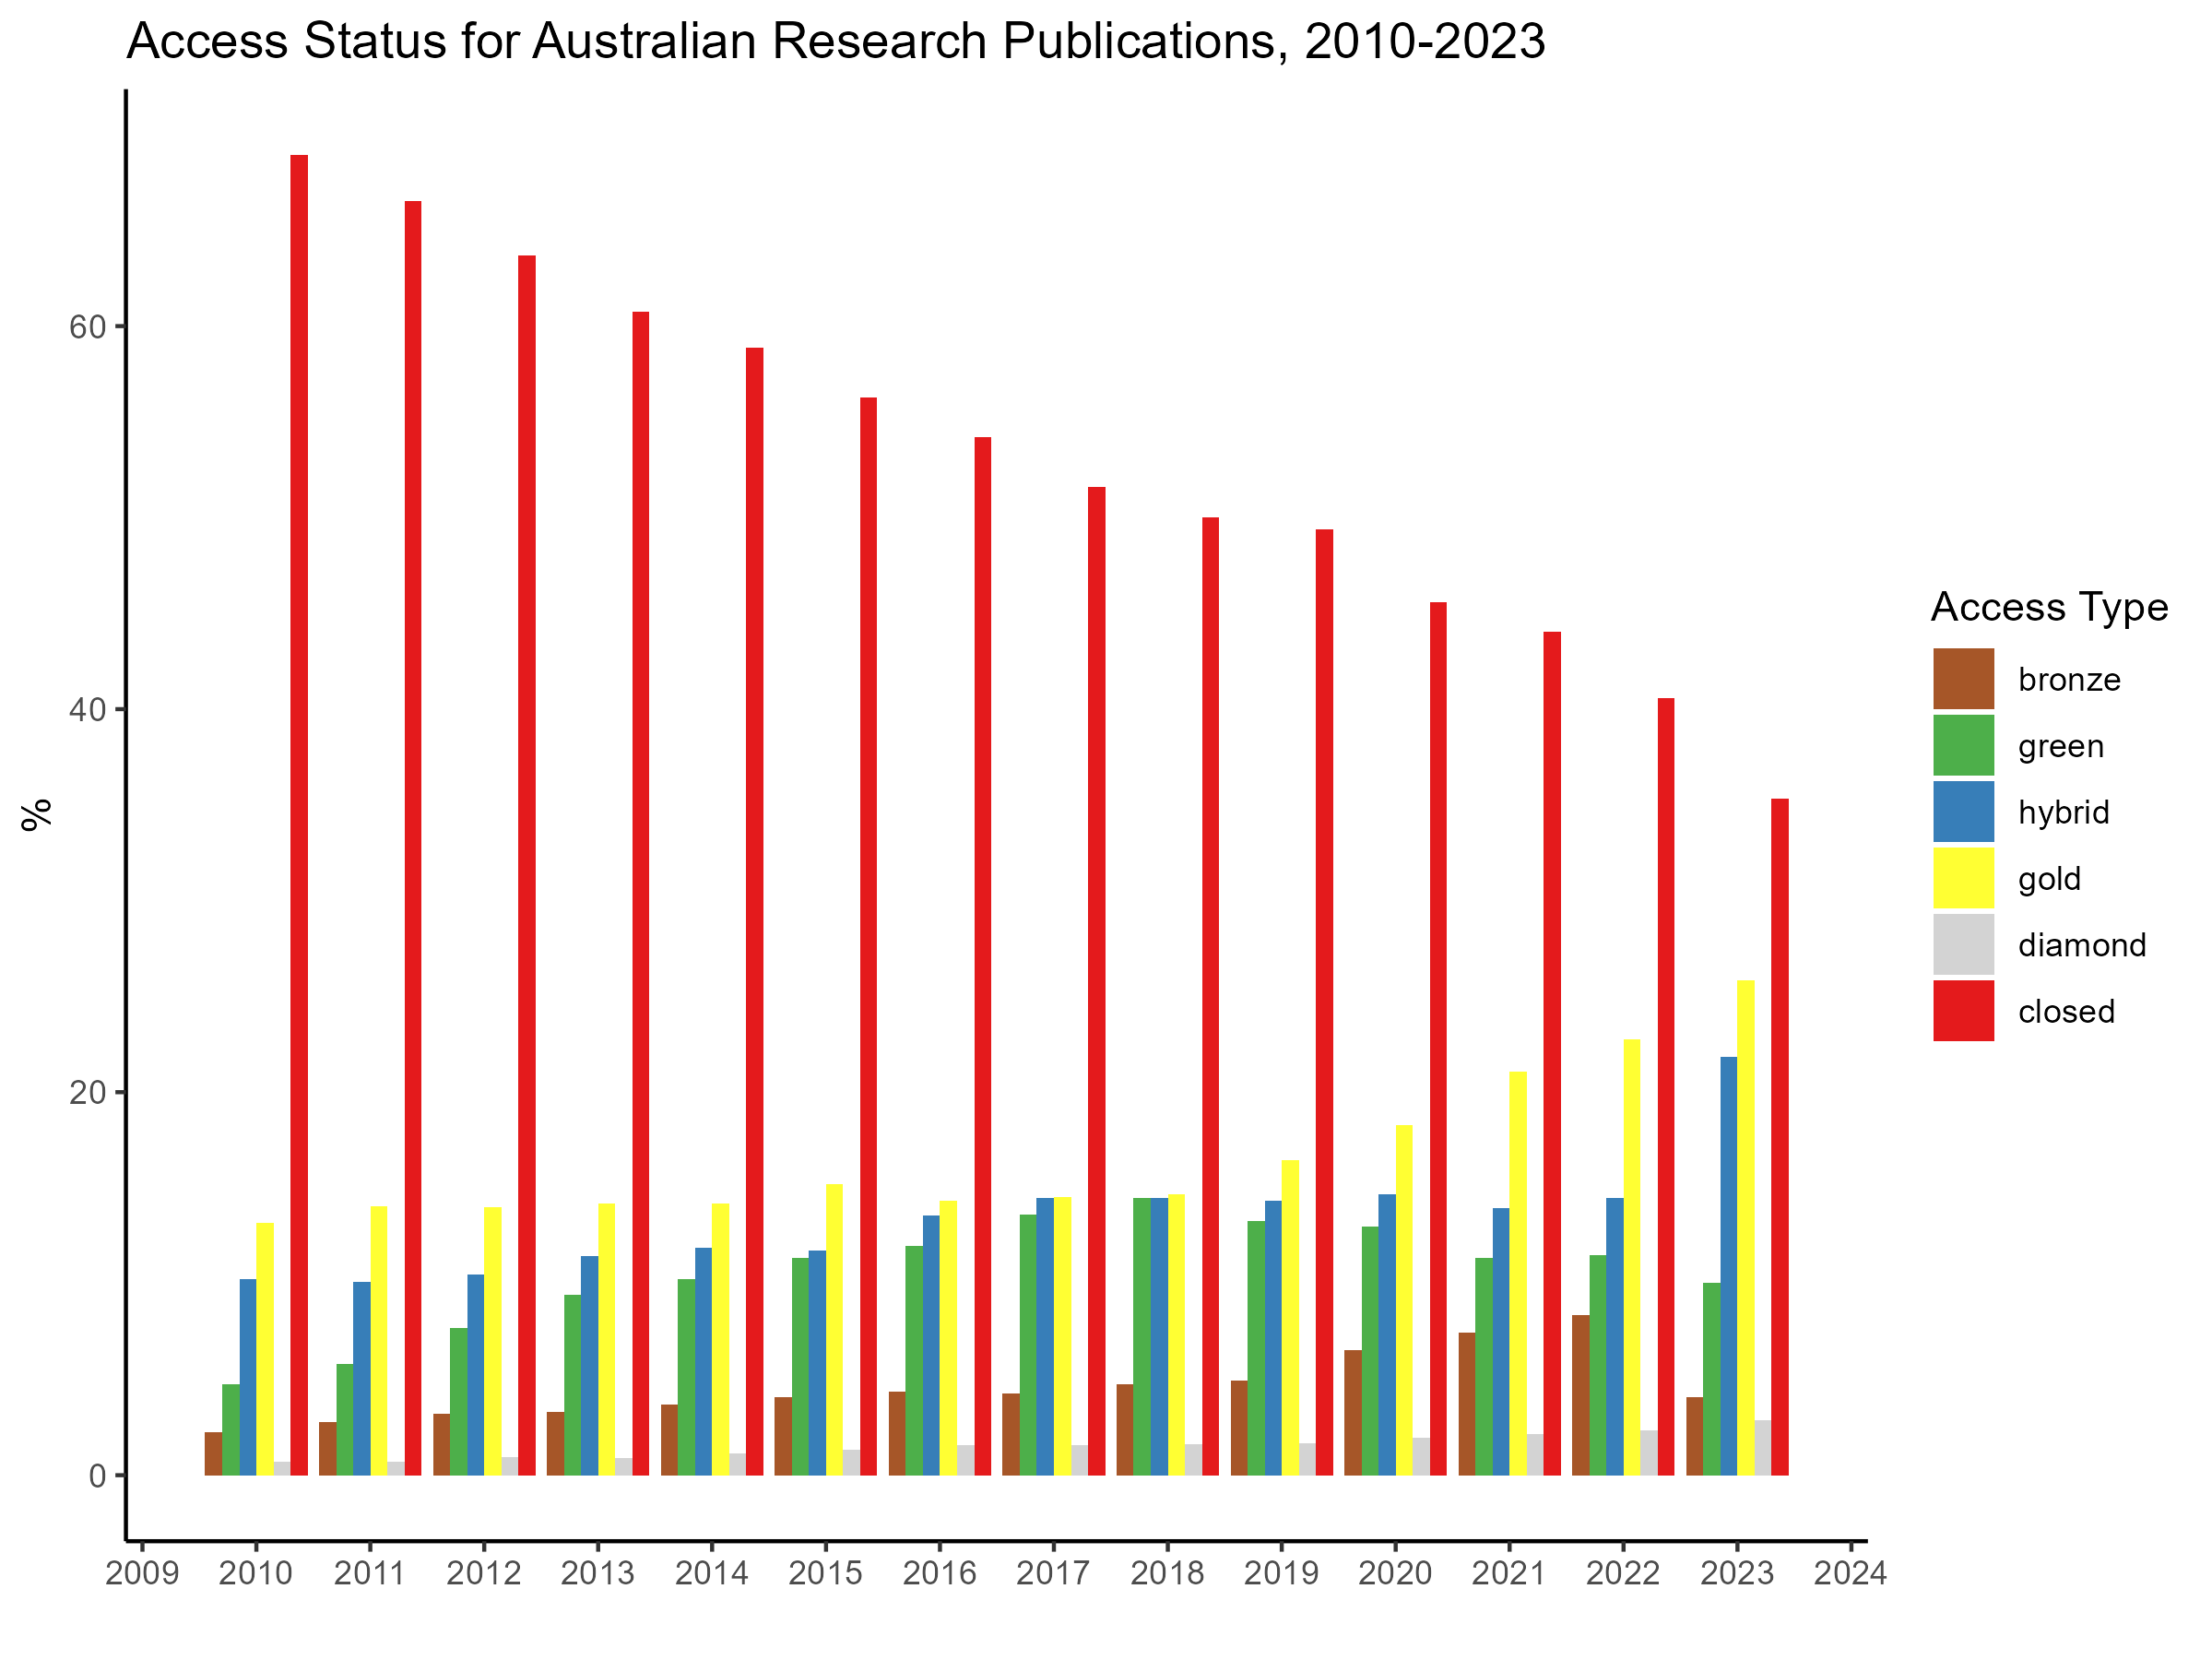 Access Status for Australian Research Publications, 2010-2023
60
40
20
0
%
2009 2010 2011 2012 2013 2014 2015 2016 2017 2018 2019 2020 2021 2022 2023 2024
Access Type
bronze
green
hybrid
gold
diamond
closed